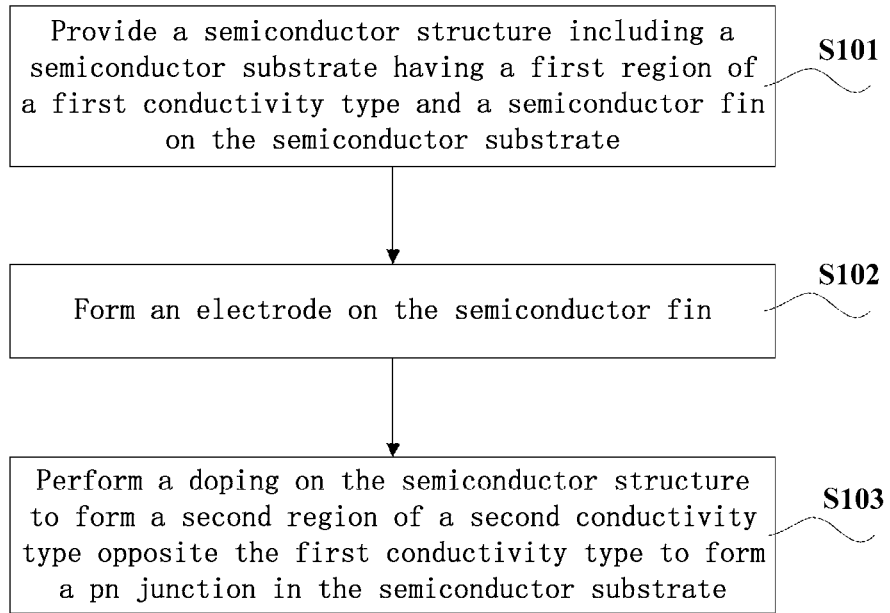 Provide a semiconductor structure including a
semiconductor substrate having a first region of
a first conductivity type and a semiconductor fin
on the semiconductor substrate
S101
Form an electrode on the semiconductor fin
S102
Perform a doping on the semiconductor structure
to form a second region of a second conductivity
type opposite the first conductivity type to form
a pn junction in the semiconductor substrate
S103